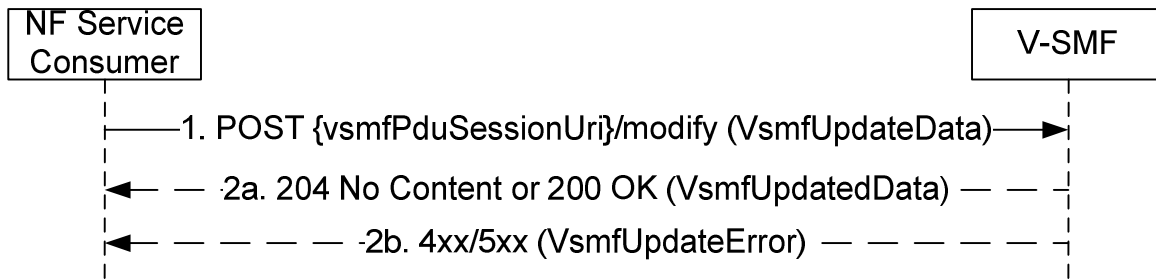 NF Service
Consumer
V-SMF
1. POST {vsmfPduSessionUri}/modify (VsmfUpdateData)
2a. 204 No Content or 200 OK (VsmfUpdatedData)
2b. 4xx/5xx (VsmfUpdateError)